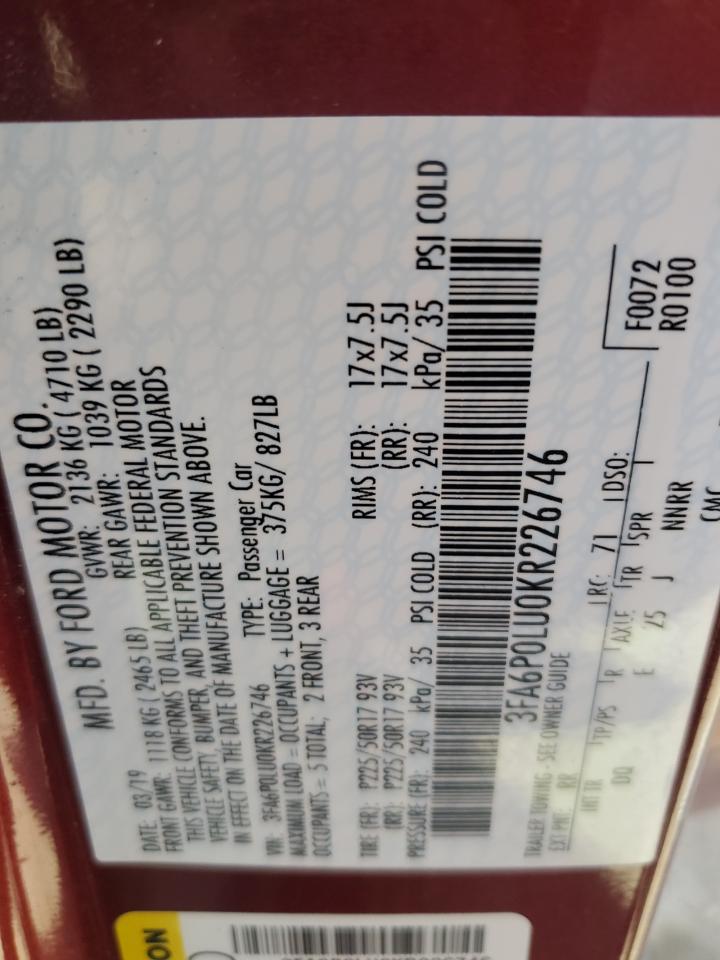 MFD. BY FORD MOTOR CO.
DATE: 03/19 GVWR: 2136 KG ( 4710 LB)
FRONT GAWR: 1118 KG ( 2465 LB) REAR GAWR: 1039 KG ( 2290 LB)
THIS VEHICLE CONFORMS TO ALL APPLICABLE FEDERAL MOTOR
VEHICLE SAFETY, BUMPER, AND THEFT PREVENTION STANDARDS
IN EFFECT ON THE DATE OF MANUFACTURE SHOWN ABOVE.
VIN: 3FA6P0LU0KR226746 TYPE: Passenger Car
MAXIMUM LOAD = OCCUPANTS + LUGGAGE = 375KG/ 827LB
OCCUPANTS = 5 TOTAL; 2 FRONT, 3 REAR
TIRE (FR): P225/50R17 93V RIMS (FR): 17x7.5J
(RR): P225/50R17 93V (RR): 17x7.5J
PRESSURE (FR): 240 kPa/ 35 PSI COLD (RR): 240 kPa/ 35 PSI COLD
3FA6P0LU0KR226746
TRAILER TOWING - SEE OWNER GUIDE
EXT PNT: RR RC: 71 DSO: F0072
INT TR TP/PS R AXLE TR SPR R0100
DQ E 25 J NNRR
ON